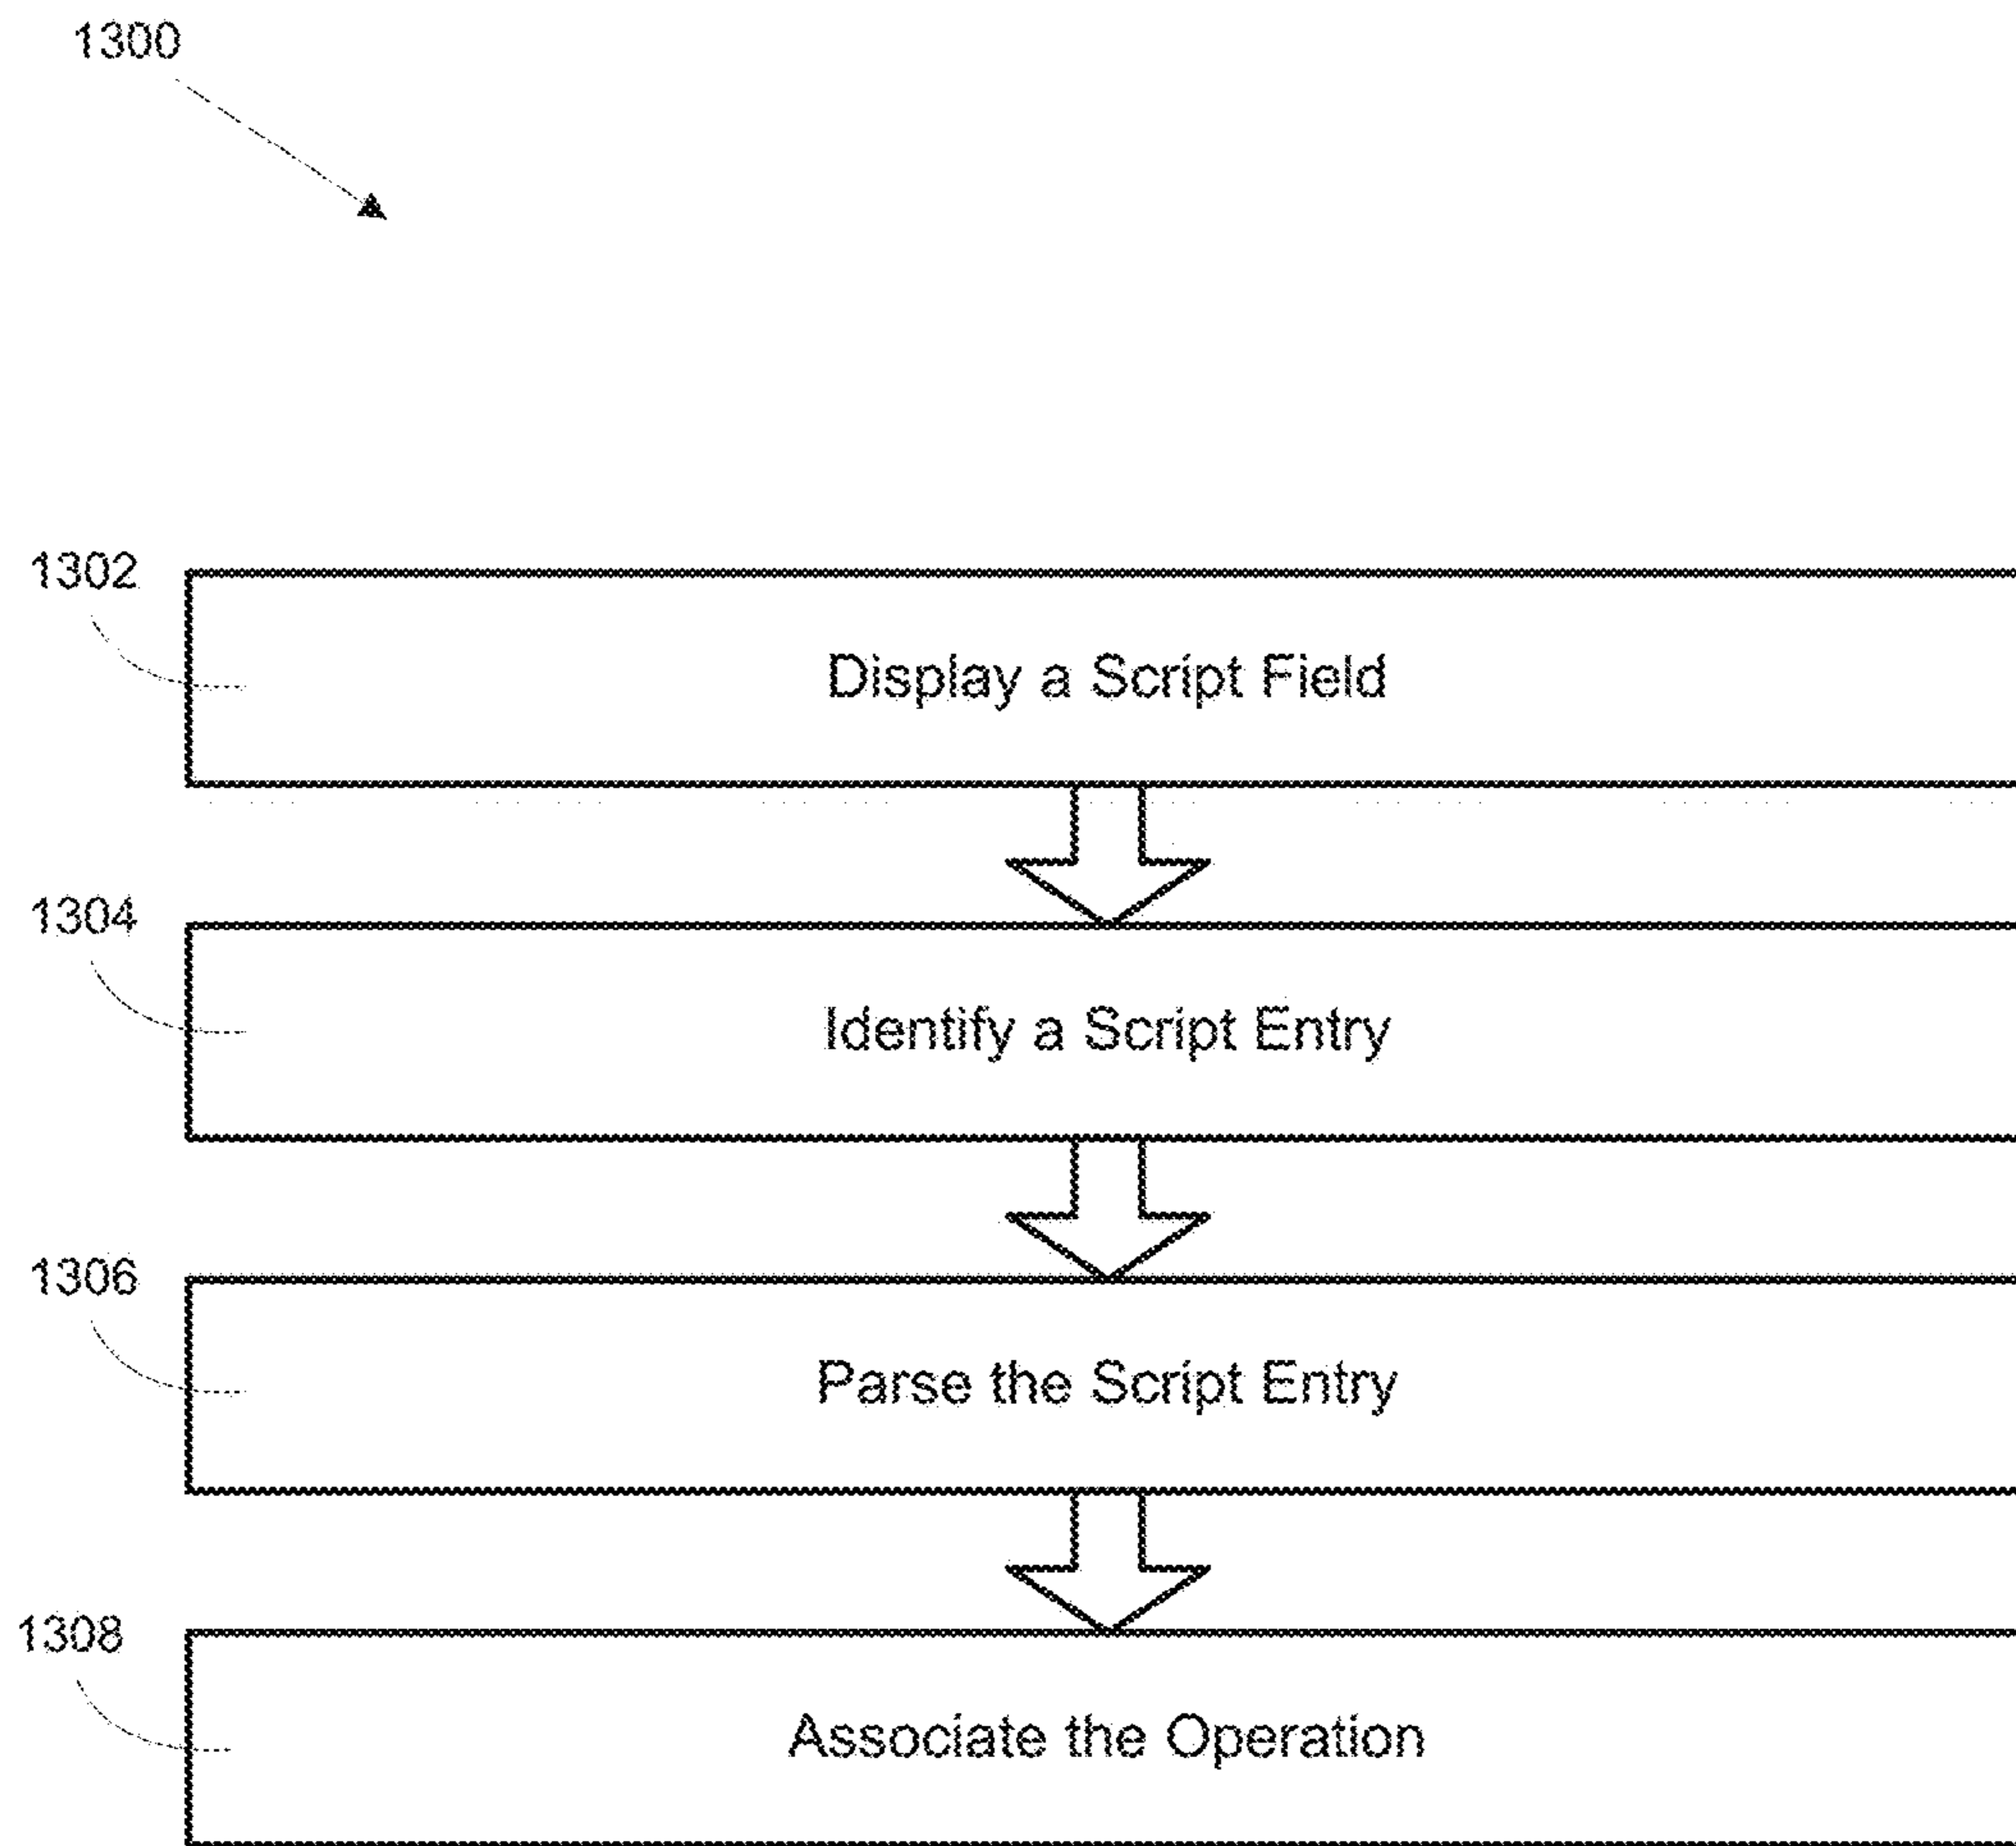 1300
1302
Display a Script Field
1304
Identify a Script Entry
1306
Parse the Script Entry
1308
Associate the Operation